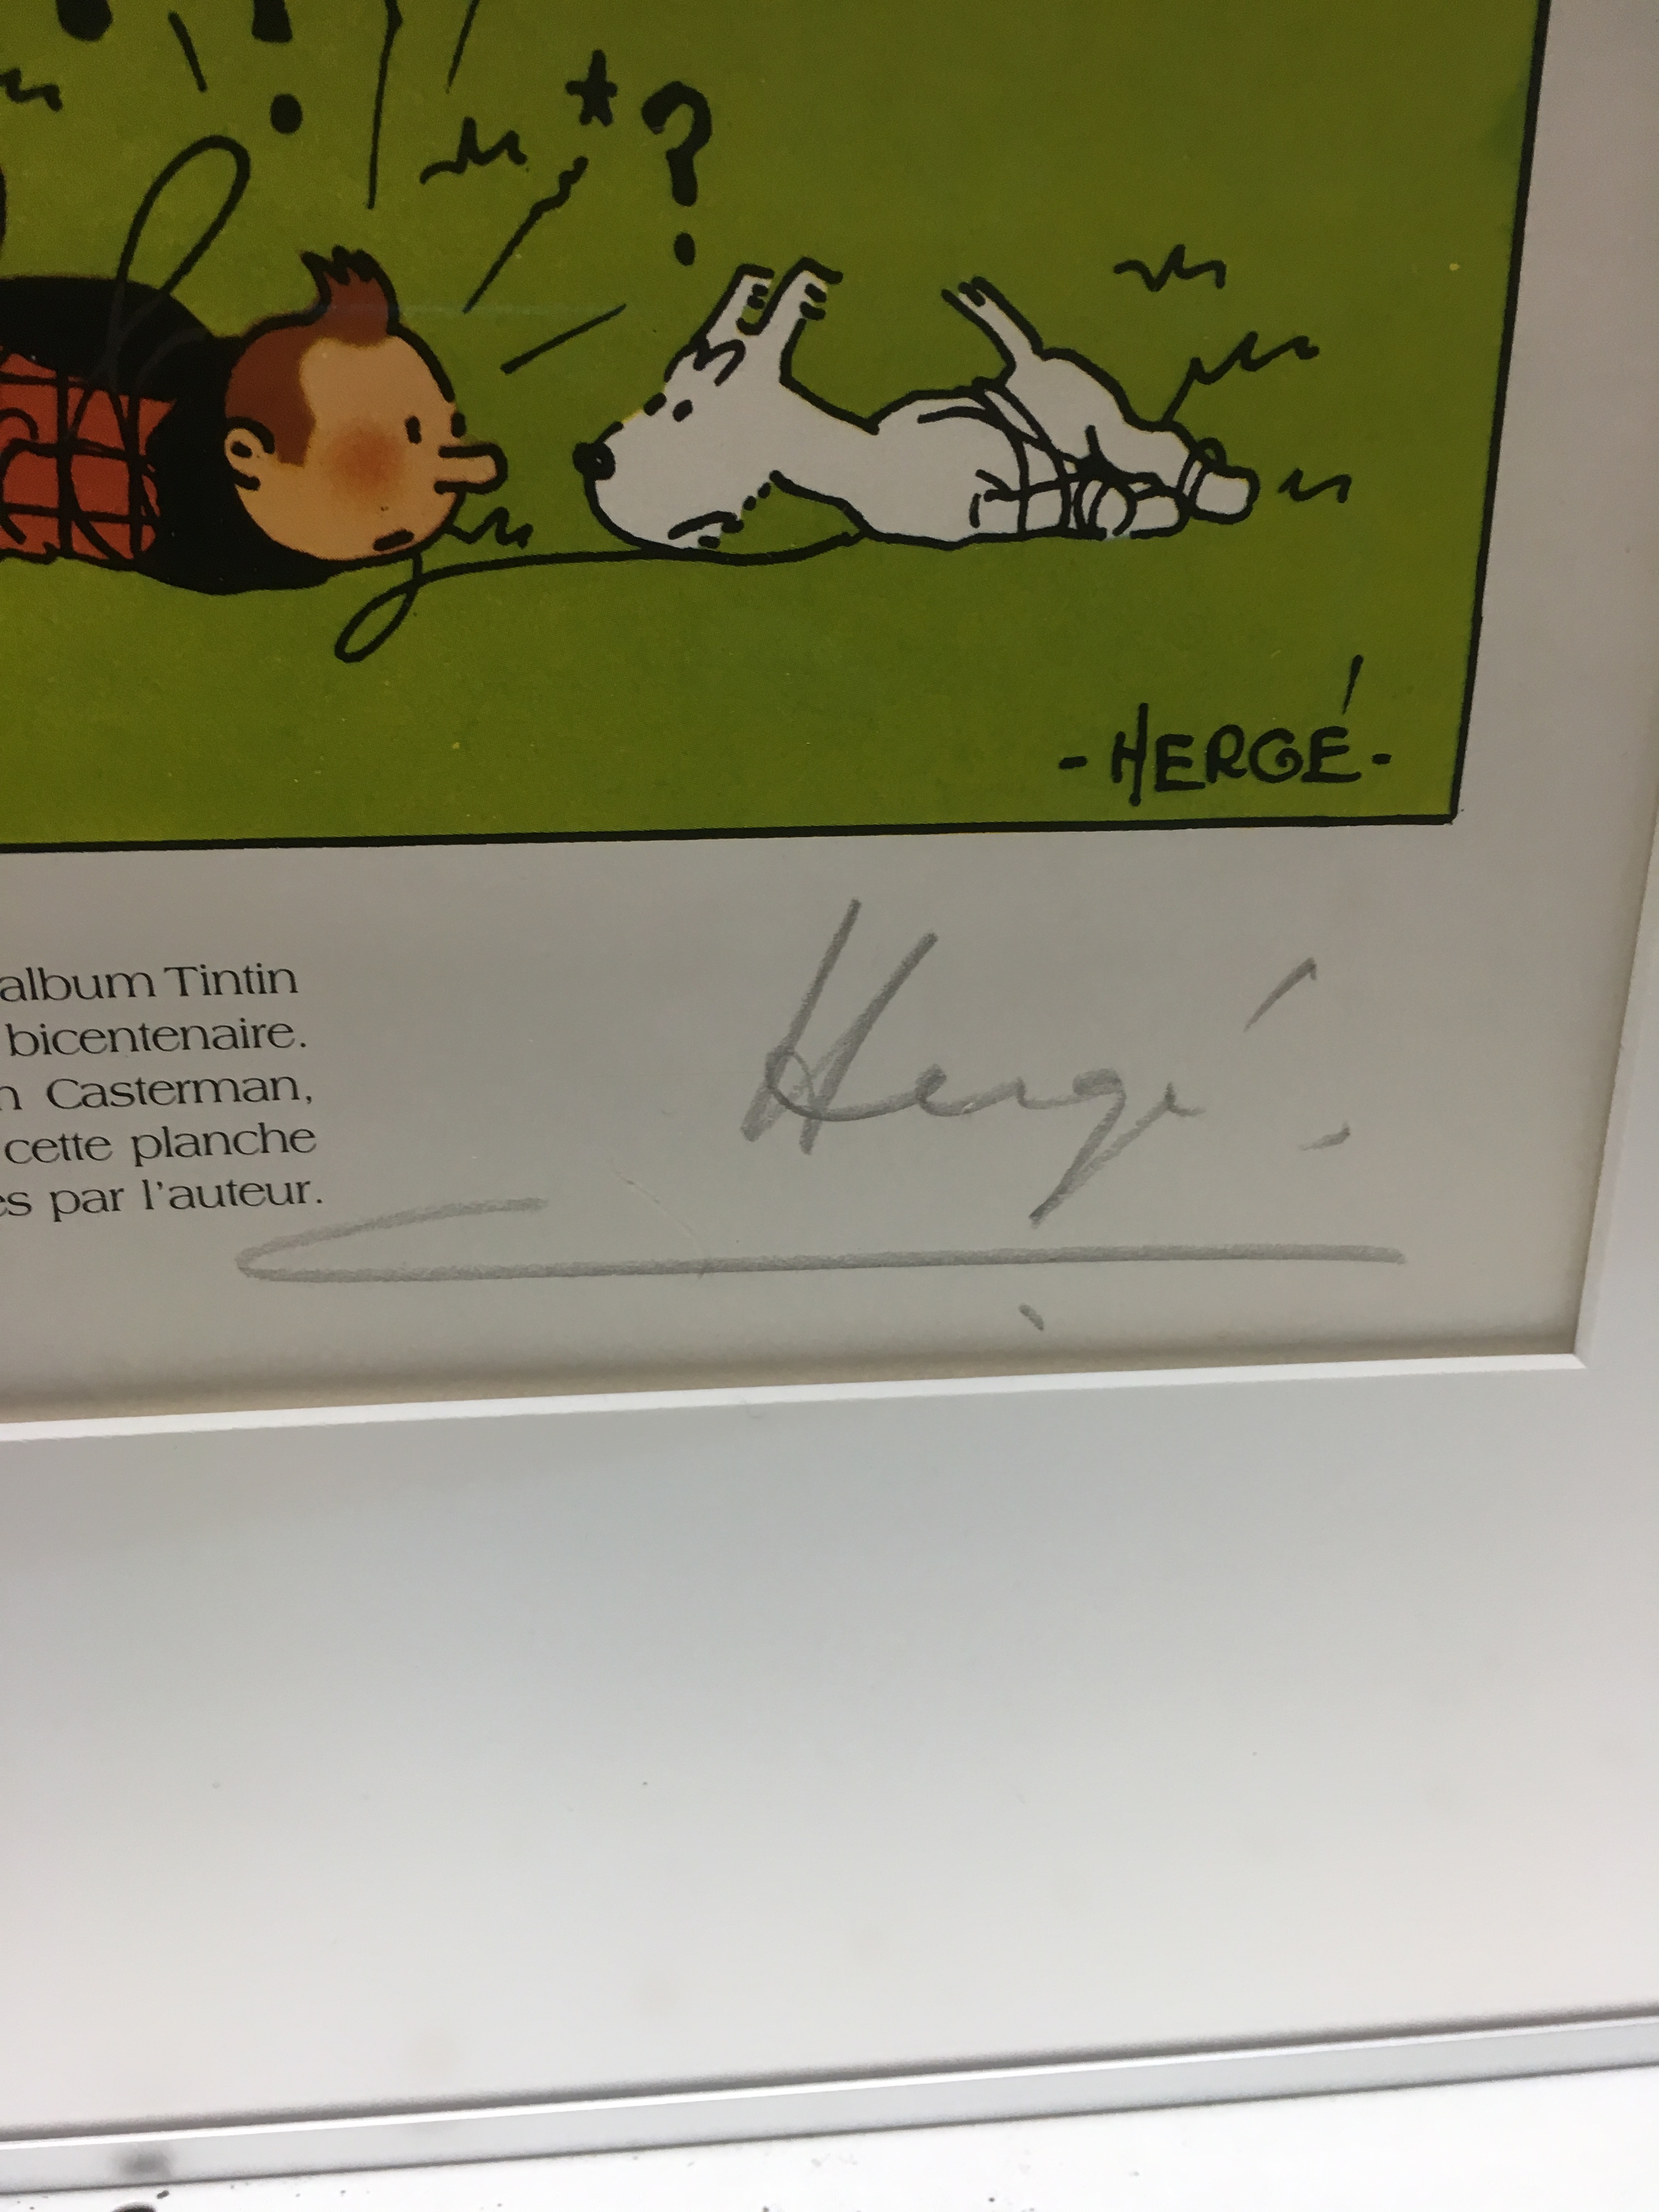 ?
-HERGÉ-
album Tintin
bicentenaire.
Casterman,
cette planche
par l'auteur.
Hergé.